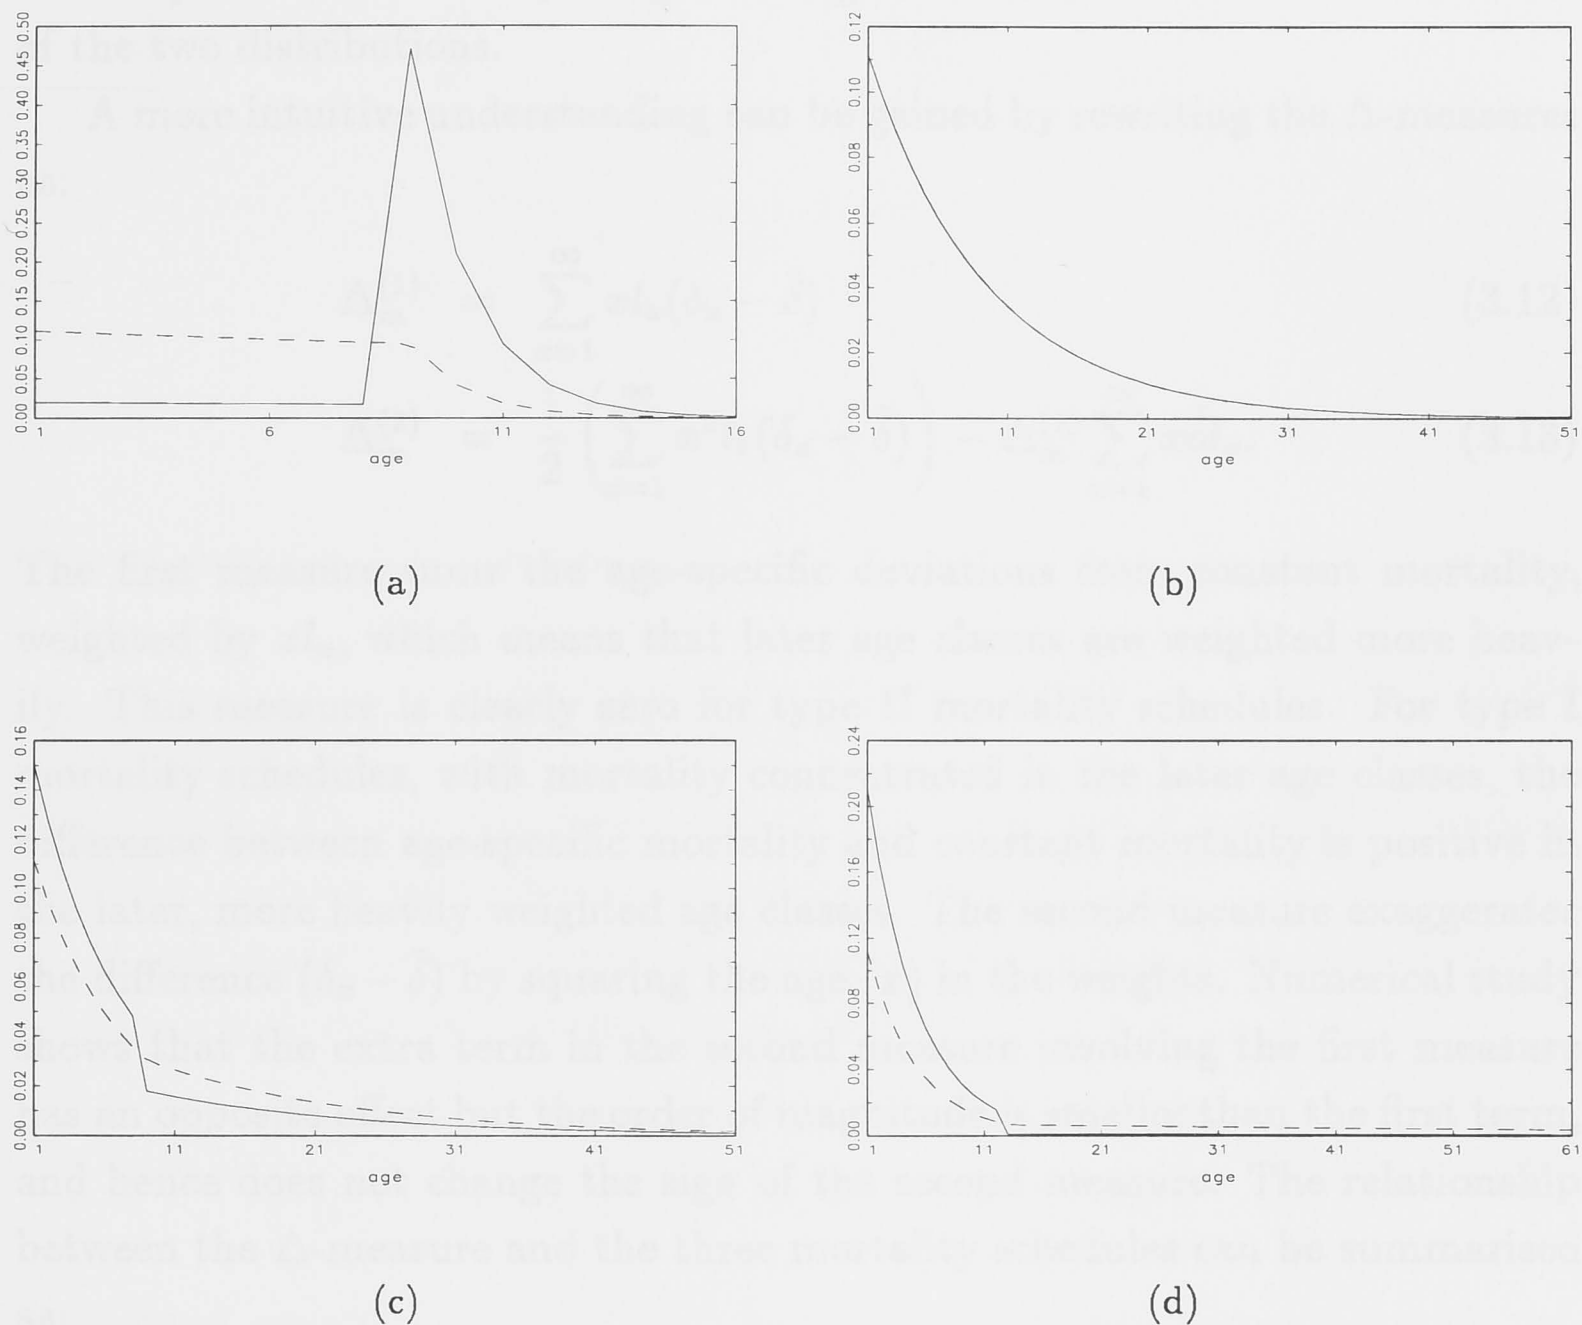 of the two distributions.
A more intuitive understanding can be gained by rewriting the Δ-measures
0.50
0.45
0.40
0.35
0.30
0.25
0.20
0.15
0.10
0.05
0.00
1 6 11 16
age
(a)
0.12
0.10
0.08
0.06
0.04
0.02
0.00
1 11 21 31 41 51
age
(b)
The first measure sums the age-specific deviations from constant mortality,
weighted by which means that later age classes are weighted more heav-
ily. This measure is clearly zero for type II mortality schedules. For type I
mortality schedules, with mortality concentrated in the later age classes, the
difference between age-specific mortality and constant mortality is positive in
the later, more heavily weighted age classes. The second measure exaggerates
the difference by squaring the age in the weights. Numerical study
shows that the extra term in the second measure involving the first measure
has an opposite effect but the order of magnitude is smaller than the first term
and hence does not change the sign of the second measure. The relationship
between the Δ-measure and the three mortality schedules can be summarised
0.16
0.14
0.12
0.10
0.08
0.06
0.04
0.02
0.00
1 11 21 31 41 51
age
(c)
0.24
0.20
0.16
0.12
0.08
0.04
0.00
1 11 21 31 41 51 61
age
(d)